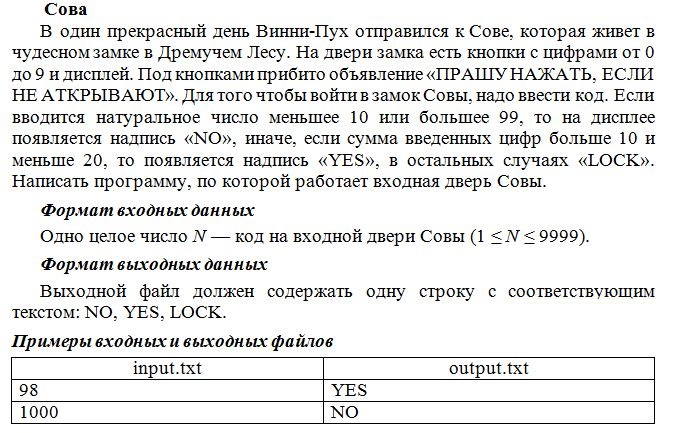 Сова
В один прекрасный день Винни-Пух отправился к Сове, которая живет в
чудесном замке в Дремучем Лесу. На двери замка есть кнопки с цифрами от 0
до 9 и дисплей. Под кнопками прибито объявление «ПРАШУ НАЖАТЬ, ЕСЛИ
НЕ АТКРЫВАЮТ». Для того чтобы войти в замок Совы, надо ввести код. Если
вводится натуральное число меньшее 10 или большее 99, то на дисплее
появляется надпись «NO», иначе, если сумма введенных цифр больше 10 и
меньше 20, то появляется надпись «YES», в остальных случаях «LOCK».
Написать программу, по которой работает входная дверь Совы.
Формат входных данных
Одно целое число N — код на входной двери Совы (1 ≤ N ≤ 9999).
Формат выходных данных
Выходной файл должен содержать одну строку с соответствующим
текстом: NO, YES, LOCK.
Примеры входных и выходных файлов
input.txt output.txt
98 YES
1000 NO